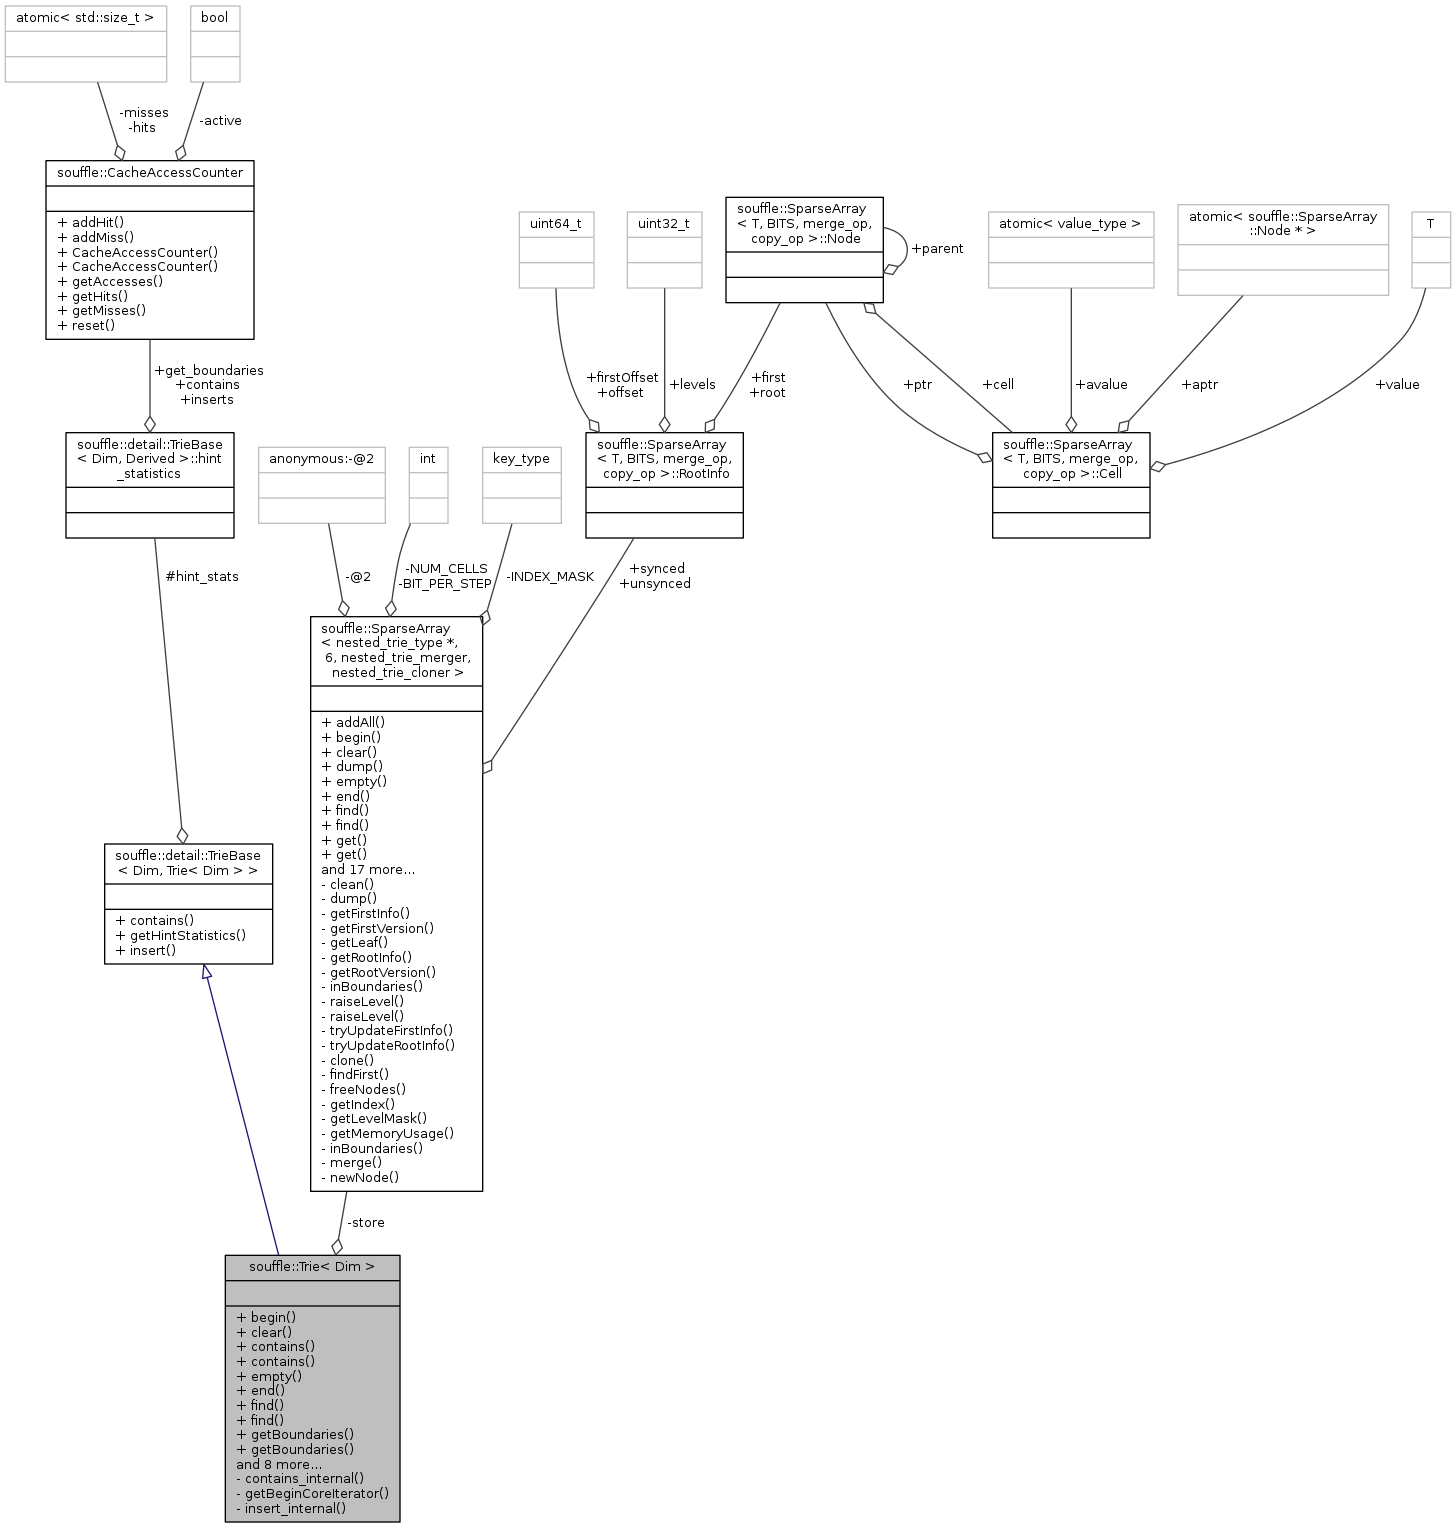 atomic< std::size_t >
bool
-misses
-hits
-active
souffle::CacheAccessCounter
+ addHit()
+ addMiss()
+ CacheAccessCounter()
+ CacheAccessCounter()
+ getAccesses()
+ getHits()
+ getMisses()
+ reset()
uint64_t
uint32_t
souffle::SparseArray
< T, BITS, merge_op,
copy_op >::Node
+parent
atomic< value_type >
atomic< souffle::SparseArray
::Node * >
T
+get_boundaries
+contains
+inserts
+firstOffset
+offset
+levels
+first
+root
+ptr
+cell
+avalue
+aptr
+value
souffle::detail::TrieBase
< Dim, Derived >::hint
_statistics
anonymous:-@2
int
key_type
souffle::SparseArray
< T, BITS, merge_op,
copy_op >::RootInfo
souffle::SparseArray
< T, BITS, merge_op,
copy_op >::Cell
#hint_stats
-@2
-NUM_CELLS
-BIT_PER_STEP
-INDEX_MASK
+synced
+unsynced
souffle::SparseArray
< nested_trie_type *,
6, nested_trie_merger,
nested_trie_cloner >
+ addAll()
+ begin()
+ clear()
+ dump()
+ empty()
+ end()
+ find()
+ find()
+ get()
+ get()
and 17 more...
- clean()
- dump()
- getFirstInfo()
- getFirstVersion()
- getLeaf()
- getRootInfo()
- getRootVersion()
- inBoundaries()
- raiseLevel()
- raiseLevel()
- tryUpdateFirstInfo()
- tryUpdateRootInfo()
- clone()
- findFirst()
- freeNodes()
- getIndex()
- getLevelMask()
- getMemoryUsage()
- inBoundaries()
- merge()
- newNode()
souffle::detail::TrieBase
< Dim, Trie< Dim > >
+ contains()
+ getHintStatistics()
+ insert()
-store
souffle::Trie< Dim >
+ begin()
+ clear()
+ contains()
+ contains()
+ empty()
+ end()
+ find()
+ find()
+ getBoundaries()
+ getBoundaries()
and 8 more...
- contains_internal()
- getBeginCoreIterator()
- insert_internal()